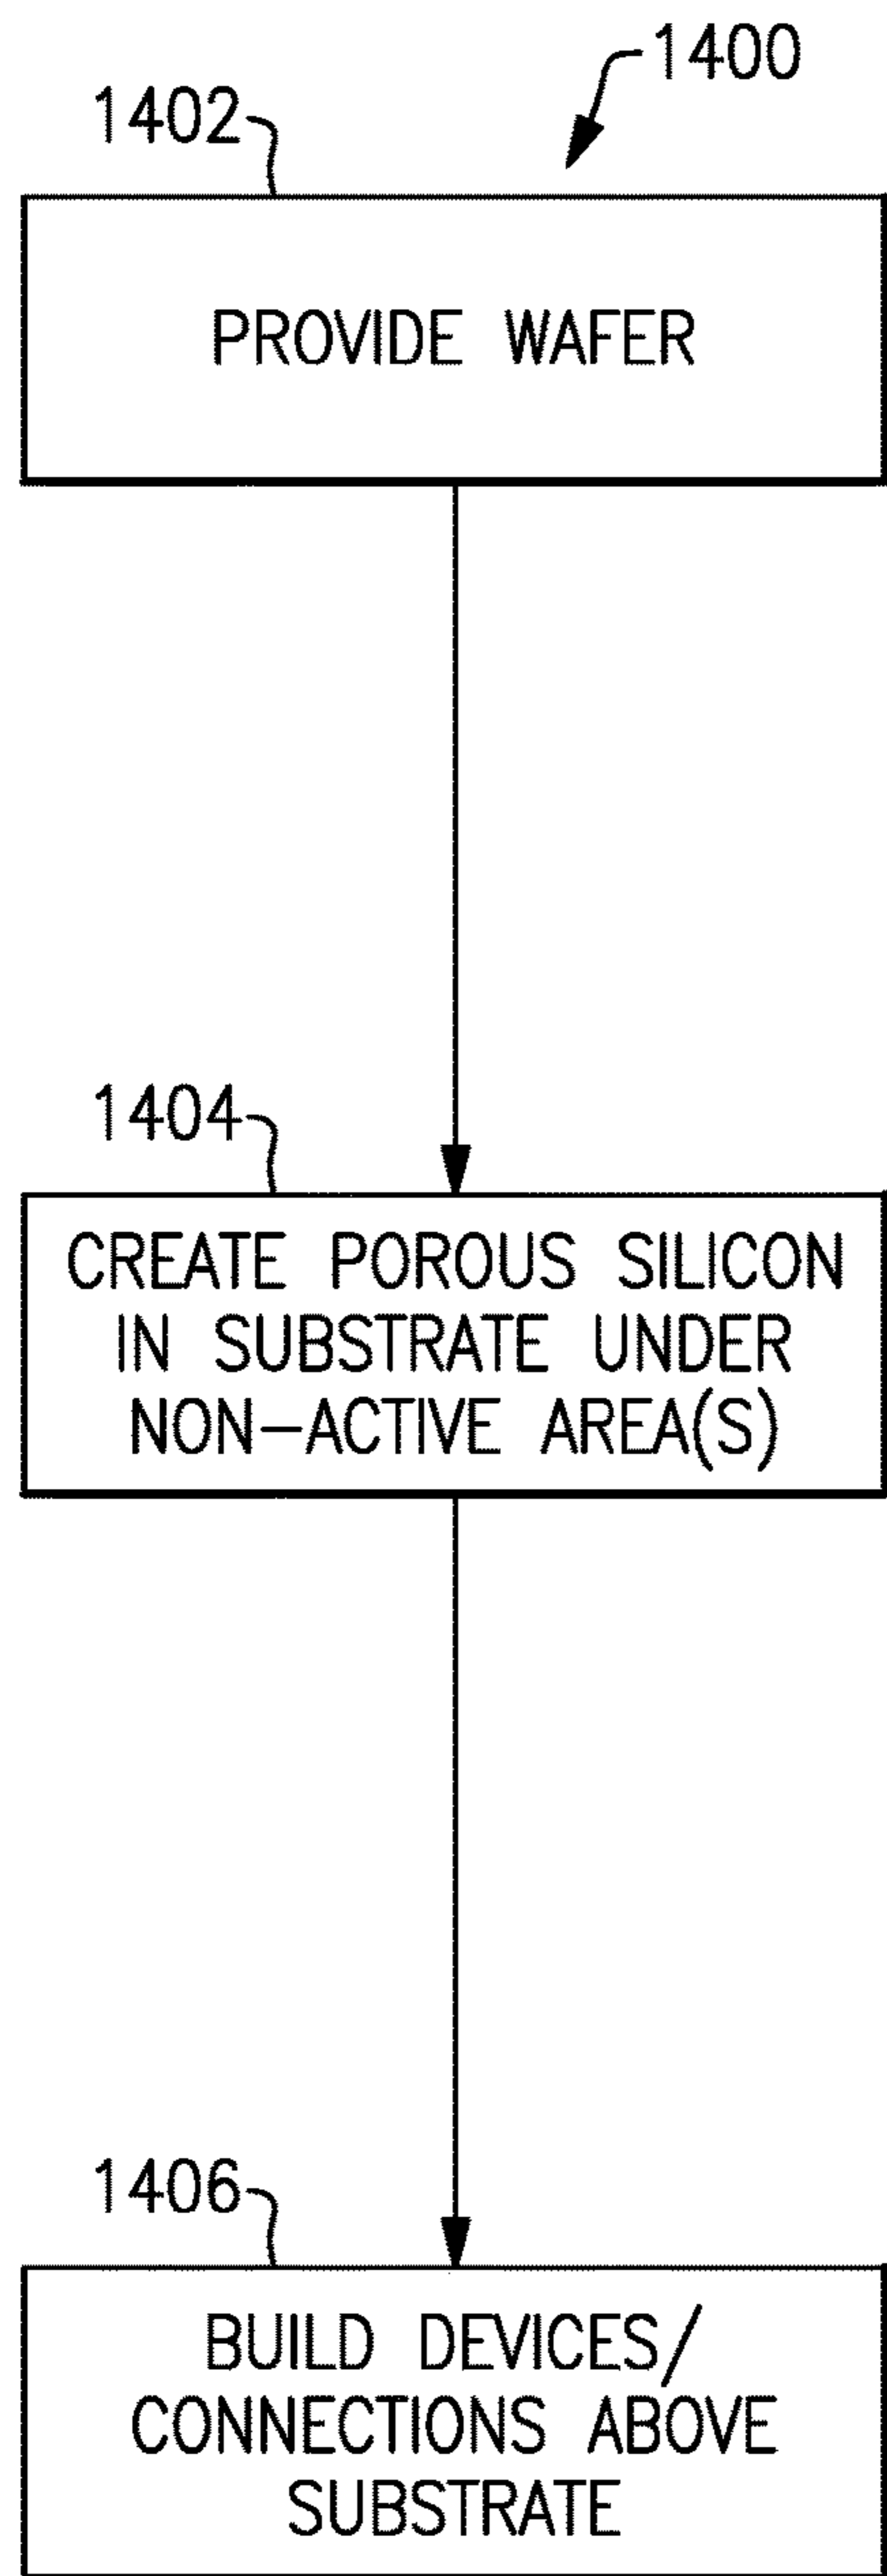 1400
1402
PROVIDE WAFER
1404
CREATE POROUS SILICON
IN SUBSTRATE UNDER
NON-ACTIVE AREA(S)
1406
BUILD DEVICES/
CONNECTIONS ABOVE
SUBSTRATE